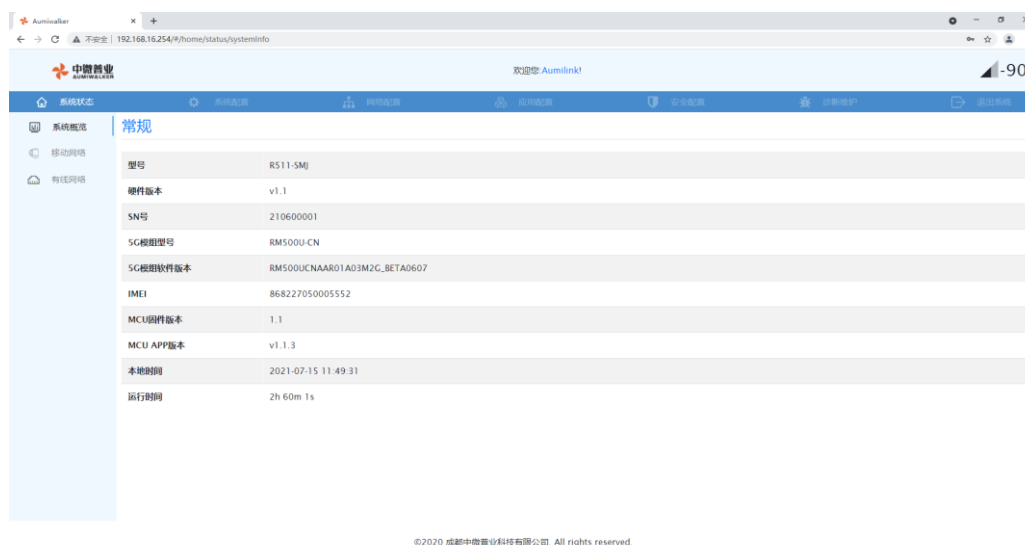 Aumiwalker
不安全 192.168.16.254/#/home/status/systemInfo
中微普业
AUMIWALKER
欢迎您:Aumilink!
-90
系统状态 系统配置 网络配置 应用配置 安全配置 诊断维护 退出系统
系统概览
移动网络
有线网络
常规
型号 R511-SMJ
硬件版本 v1.1
SN号 210600001
5G模组型号 RM500U-CN
5G模组软件版本 RM500UCNAAR01A03M2G_BETA0607
IMEI 868227050005552
MCU固件版本 1.1
MCU APP版本 v1.1.3
本地时间 2021-07-15 11:49:31
运行时间 2h 60m 1s
©2020 成都中微普业科技有限公司. All rights reserved.